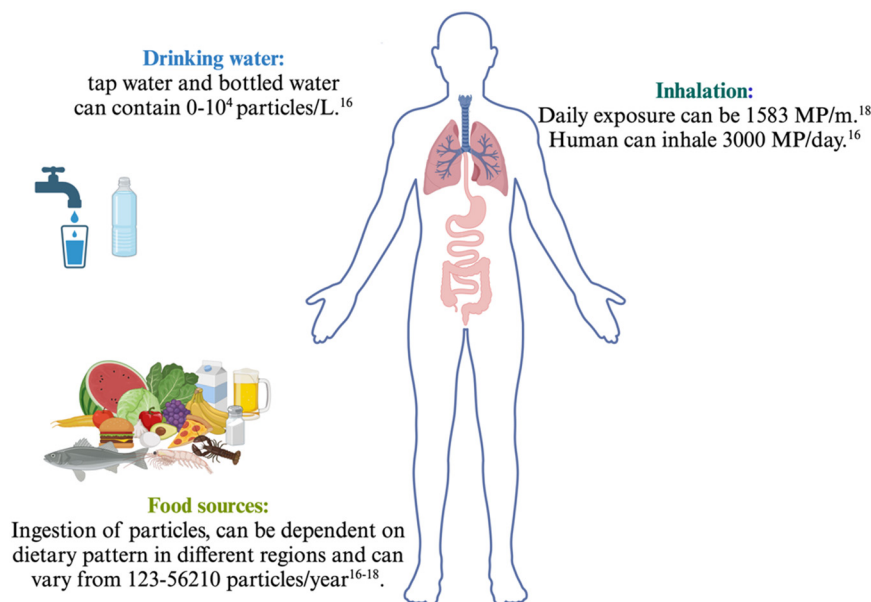 Drinking water:
tap water and bottled water
can contain 0-10⁴ particles/L.¹⁶
Inhalation:
Daily exposure can be 1583 MP/m.¹⁸
Human can inhale 3000 MP/day.¹⁶
Food sources:
Ingestion of particles, can be dependent on
dietary pattern in different regions and can
vary from 123-56210 particles/year¹⁶⁻¹⁸.